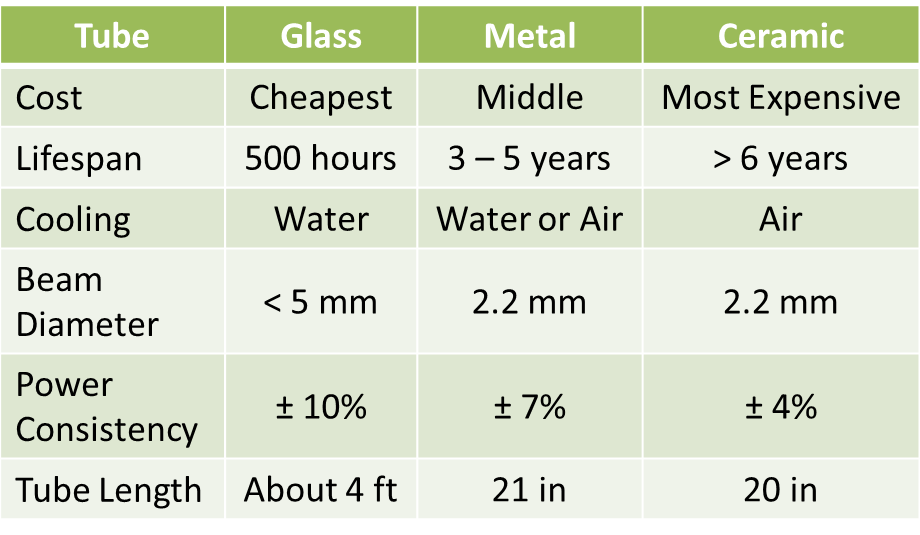 Tube Glass Metal Ceramic
Cost Cheapest Middle Most Expensive
Lifespan 500 hours 3 – 5 years > 6 years
Cooling Water Water or Air Air
Beam
Diameter < 5 mm 2.2 mm 2.2 mm
Power
Consistency ± 10% ± 7% ± 4%
Tube Length About 4 ft 21 in 20 in